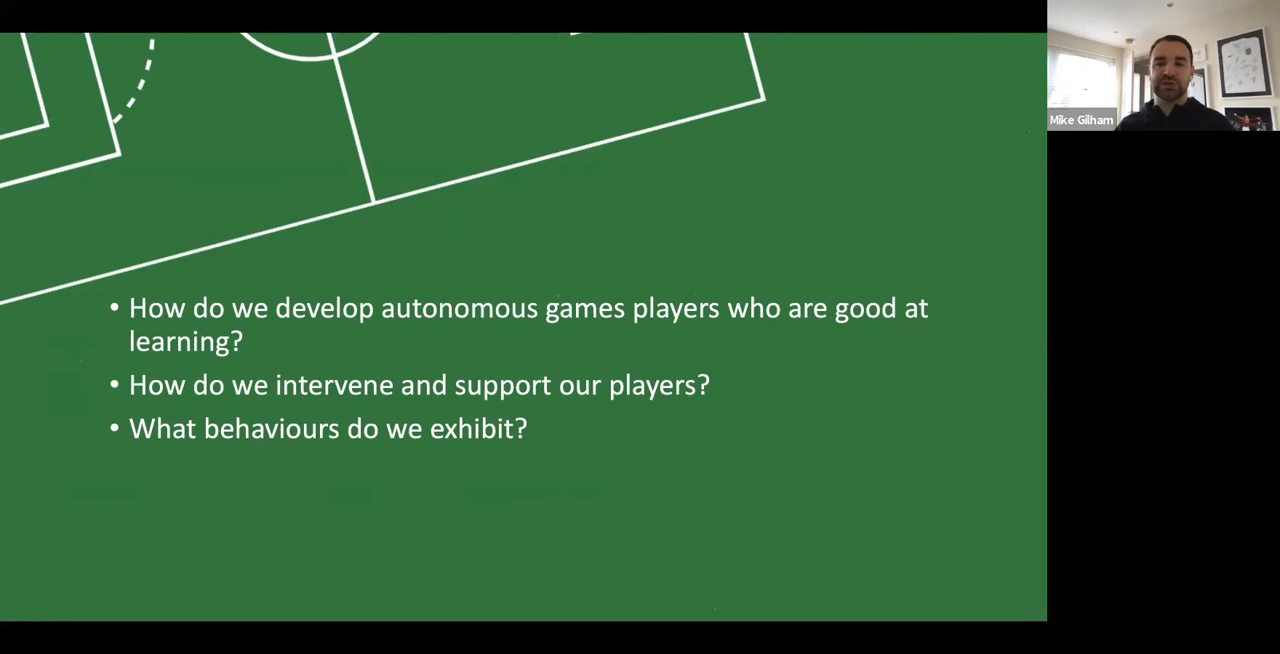 Mike Gilham
• How do we develop autonomous games players who are good at
learning?
• How do we intervene and support our players?
• What behaviours do we exhibit?